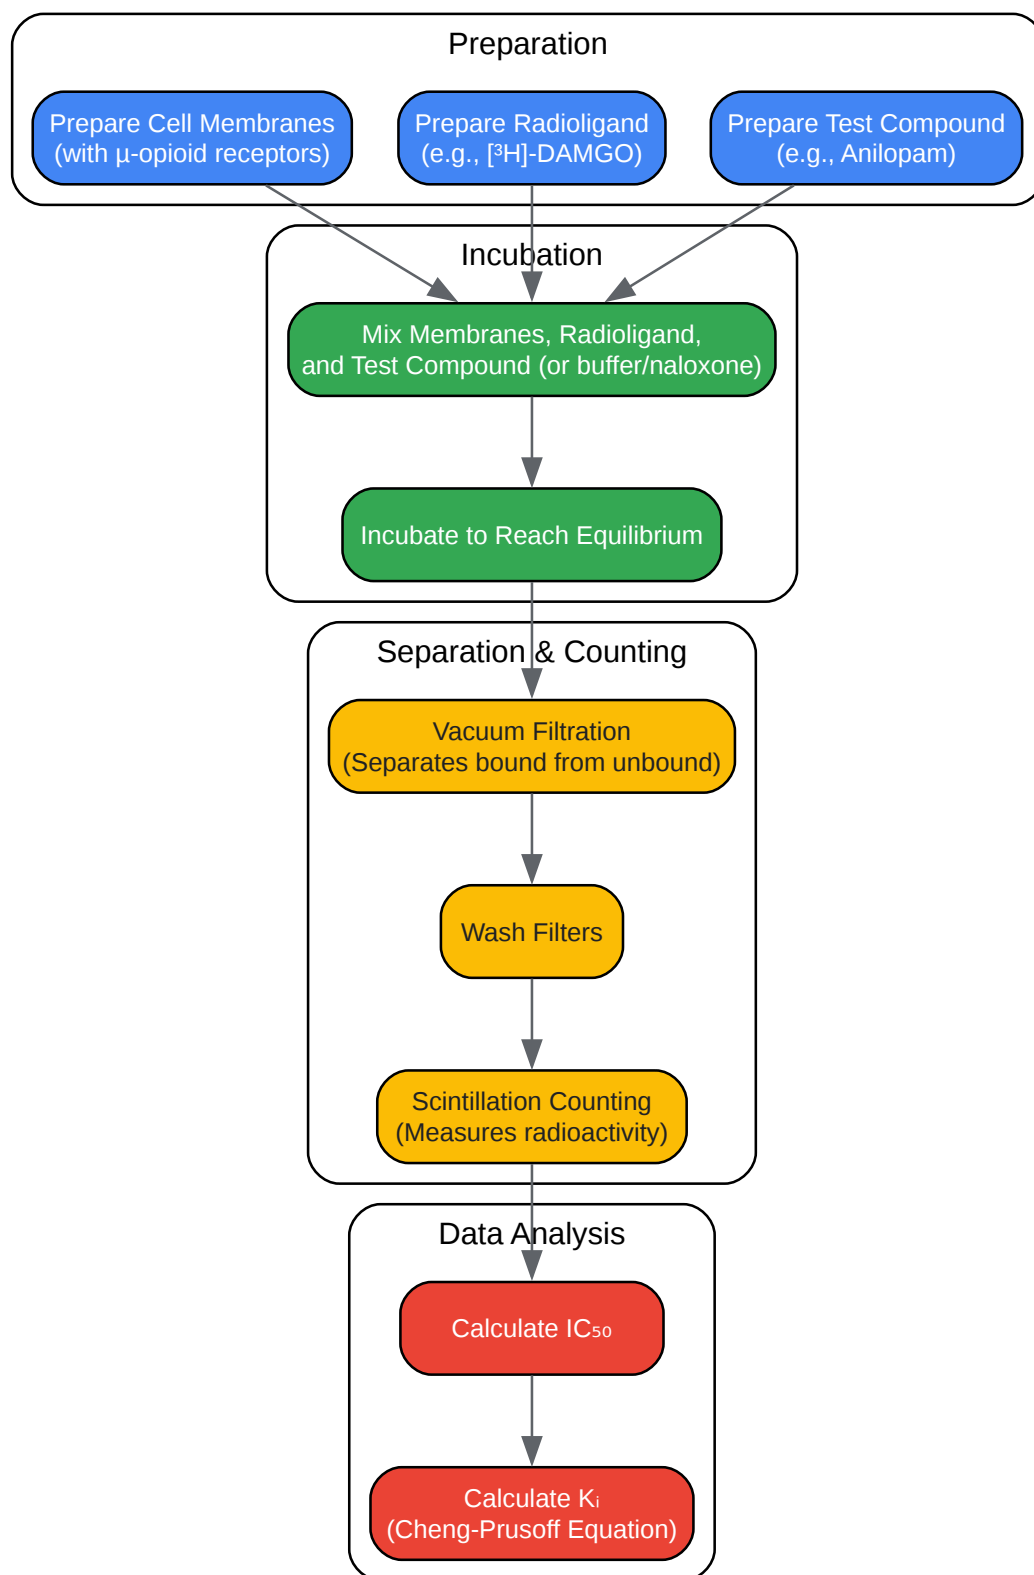 Preparation
Prepare Cell Membranes
(with µ-opioid receptors)
Prepare Radioligand
(e.g., [³H]-DAMGO)
Prepare Test Compound
(e.g., Anilopam)
Incubation
Mix Membranes, Radioligand,
and Test Compound (or buffer/naloxone)
Incubate to Reach Equilibrium
Separation & Counting
Vacuum Filtration
(Separates bound from unbound)
Wash Filters
Scintillation Counting
(Measures radioactivity)
Data Analysis
Calculate IC₅₀
Calculate Kᵢ
(Cheng-Prusoff Equation)